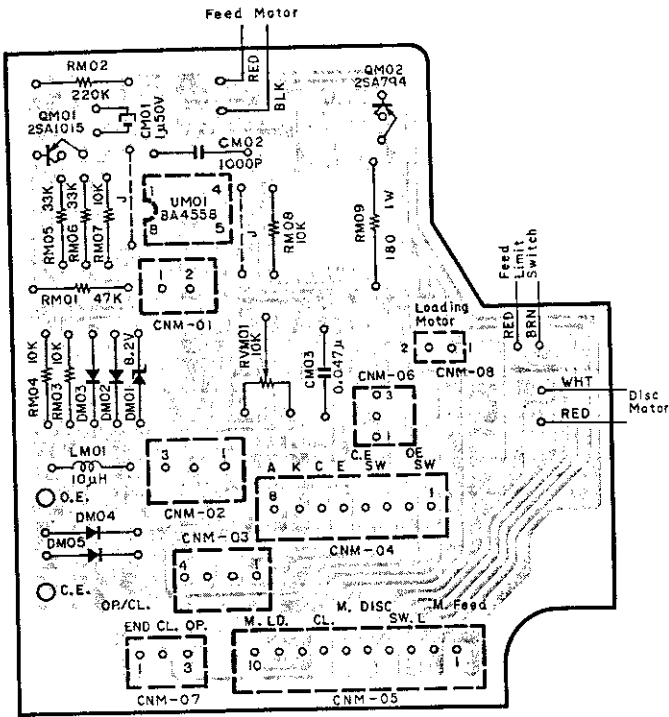 Feed Motor
RED
BLK
RM02
220K
CM01
1μ50V
QM01
2SA1015
QM02
2SA794
CM02
1000P
RM05 33K
RM06 33K
RM07 10K
J
1 4
UM01
BA4558
8 5
J
RM08
10K
RM09
180 1W
RM01 47K
1 2
CNM-01
Feed
Limit
Switch
RED
BRN
Loading
Motor
2 1
CNM-08
WHT
RED
Disc
Motor
RM04 10K
RM03 10K
DM03
DM02
DM01 8.2V
RVM01
10K
CM03
0.047μ
CNM-06
3
1
C.E OE
LM01
10μH
O.E.
3 1
CNM-02
A K C E SW SW
8 1
CNM-04
DM04
DM05
C.E.
CNM-03
4 1
OP./CL.
END CL. OP.
1 3
CNM-07
M. DISC M. Feed
M. LD. CL. SW. L
10 1
CNM-05